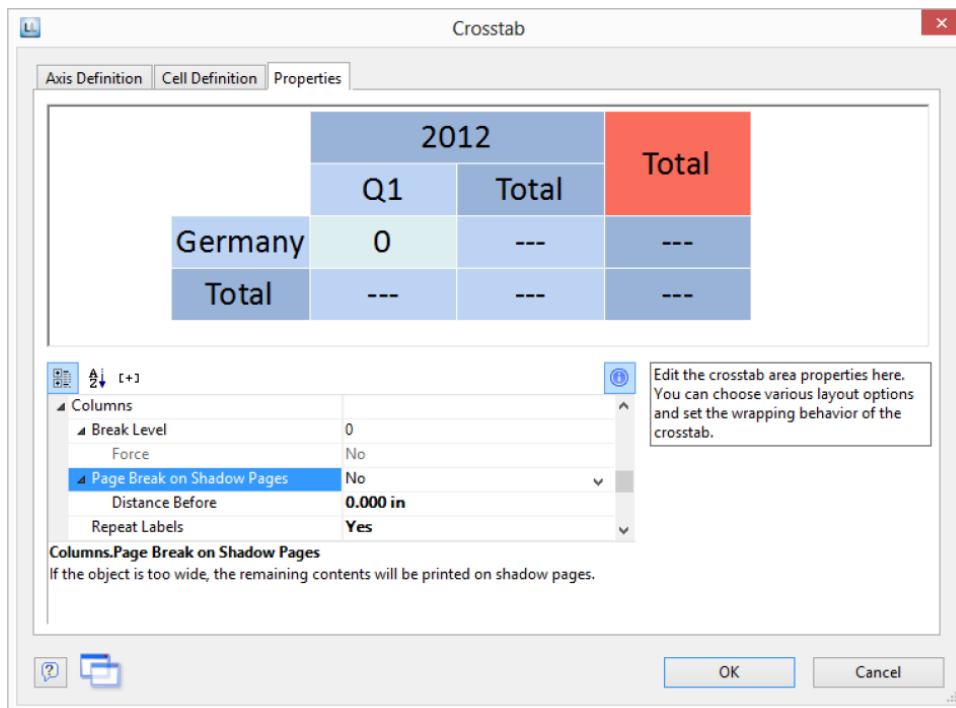 LL Crosstab
Axis Definition Cell Definition Properties
2012 Total
Q1 Total
Germany 0 --- ---
Total --- --- ---
A Z [+]
Edit the crosstab area properties here.
You can choose various layout options
and set the wrapping behavior of the
crosstab.
Columns
Break Level 0
Force No
Page Break on Shadow Pages No
Distance Before 0.000 in
Repeat Labels Yes
Columns.Page Break on Shadow Pages
If the object is too wide, the remaining contents will be printed on shadow pages.
OK Cancel